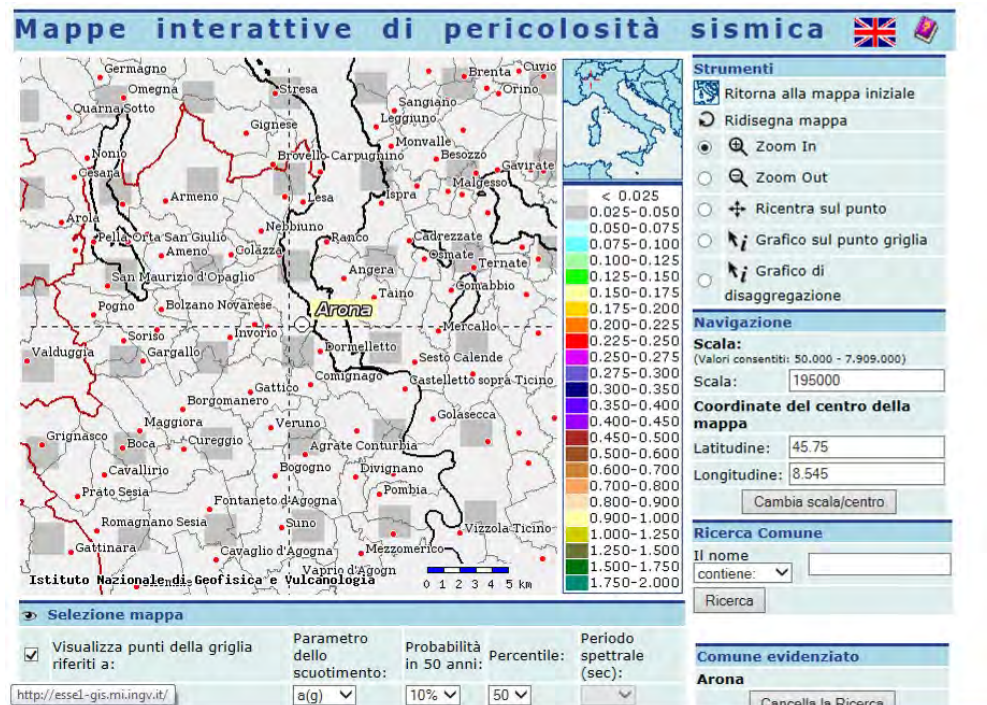 Mappe interattive di pericolosità sismica
Germagno
Omegna
Quarna Sotto
Stresa
Brenta
Cuvio
Orino
Sangiano
Leggiuno
Gignese
Monvalle
Nonio
Cesara
Brovello-Carpugnino
Besozzo
Gavirate
Malgesso
Armeno
Lesa
Ispra
Arola
Nebbiuno
Pella
Orta San Giulio
Ameno
Colazza
Ranco
Cadrezzate
Osmate
Ternate
San Maurizio d'Opaglio
Angera
Comabbio
Pogno
Bolzano Novarese
Taino
Arona
Soriso
Invorio
Mercallo
Valduggia
Gargallo
Dormelletto
Sesto Calende
Gattico
Comignago
Castelletto sopra Ticino
Borgomanero
Maggiora
Veruno
Golasecca
Grignasco
Boca
Cureggio
Agrate Conturbia
Cavallirio
Bogogno
Divignano
Prato Sesia
Fontaneto d'Agogna
Pombia
Romagnano Sesia
Suno
Vizzola Ticino
Gattinara
Cavaglio d'Agogna
Mezzomerico
Vaprio d'Agogn
Istituto Nazionale di Geofisica e Vulcanologia
0 1 2 3 4 5 km
< 0.025
0.025-0.050
0.050-0.075
0.075-0.100
0.100-0.125
0.125-0.150
0.150-0.175
0.175-0.200
0.200-0.225
0.225-0.250
0.250-0.275
0.275-0.300
0.300-0.350
0.350-0.400
0.400-0.450
0.450-0.500
0.500-0.600
0.600-0.700
0.700-0.800
0.800-0.900
0.900-1.000
1.000-1.250
1.250-1.500
1.500-1.750
1.750-2.000
Strumenti
Ritorna alla mappa iniziale
Ridisegna mappa
Zoom In
Zoom Out
Ricentra sul punto
Grafico sul punto griglia
Grafico di
disaggregazione
Navigazione
Scala:
(Valori consentiti: 50.000 - 7.909.000)
Scala: 195000
Coordinate del centro della
mappa
Latitudine: 45.75
Longitudine: 8.545
Cambia scala/centro
Ricerca Comune
Il nome
contiene:
Ricerca
Comune evidenziato
Arona
Cancella la Ricerca
Selezione mappa
Visualizza punti della griglia
riferiti a:
Parametro
dello
scuotimento:
a(g)
Probabilità
in 50 anni:
10%
Percentile:
50
Periodo
spettrale
(sec):
http://esse1-gis.mi.ingv.it/